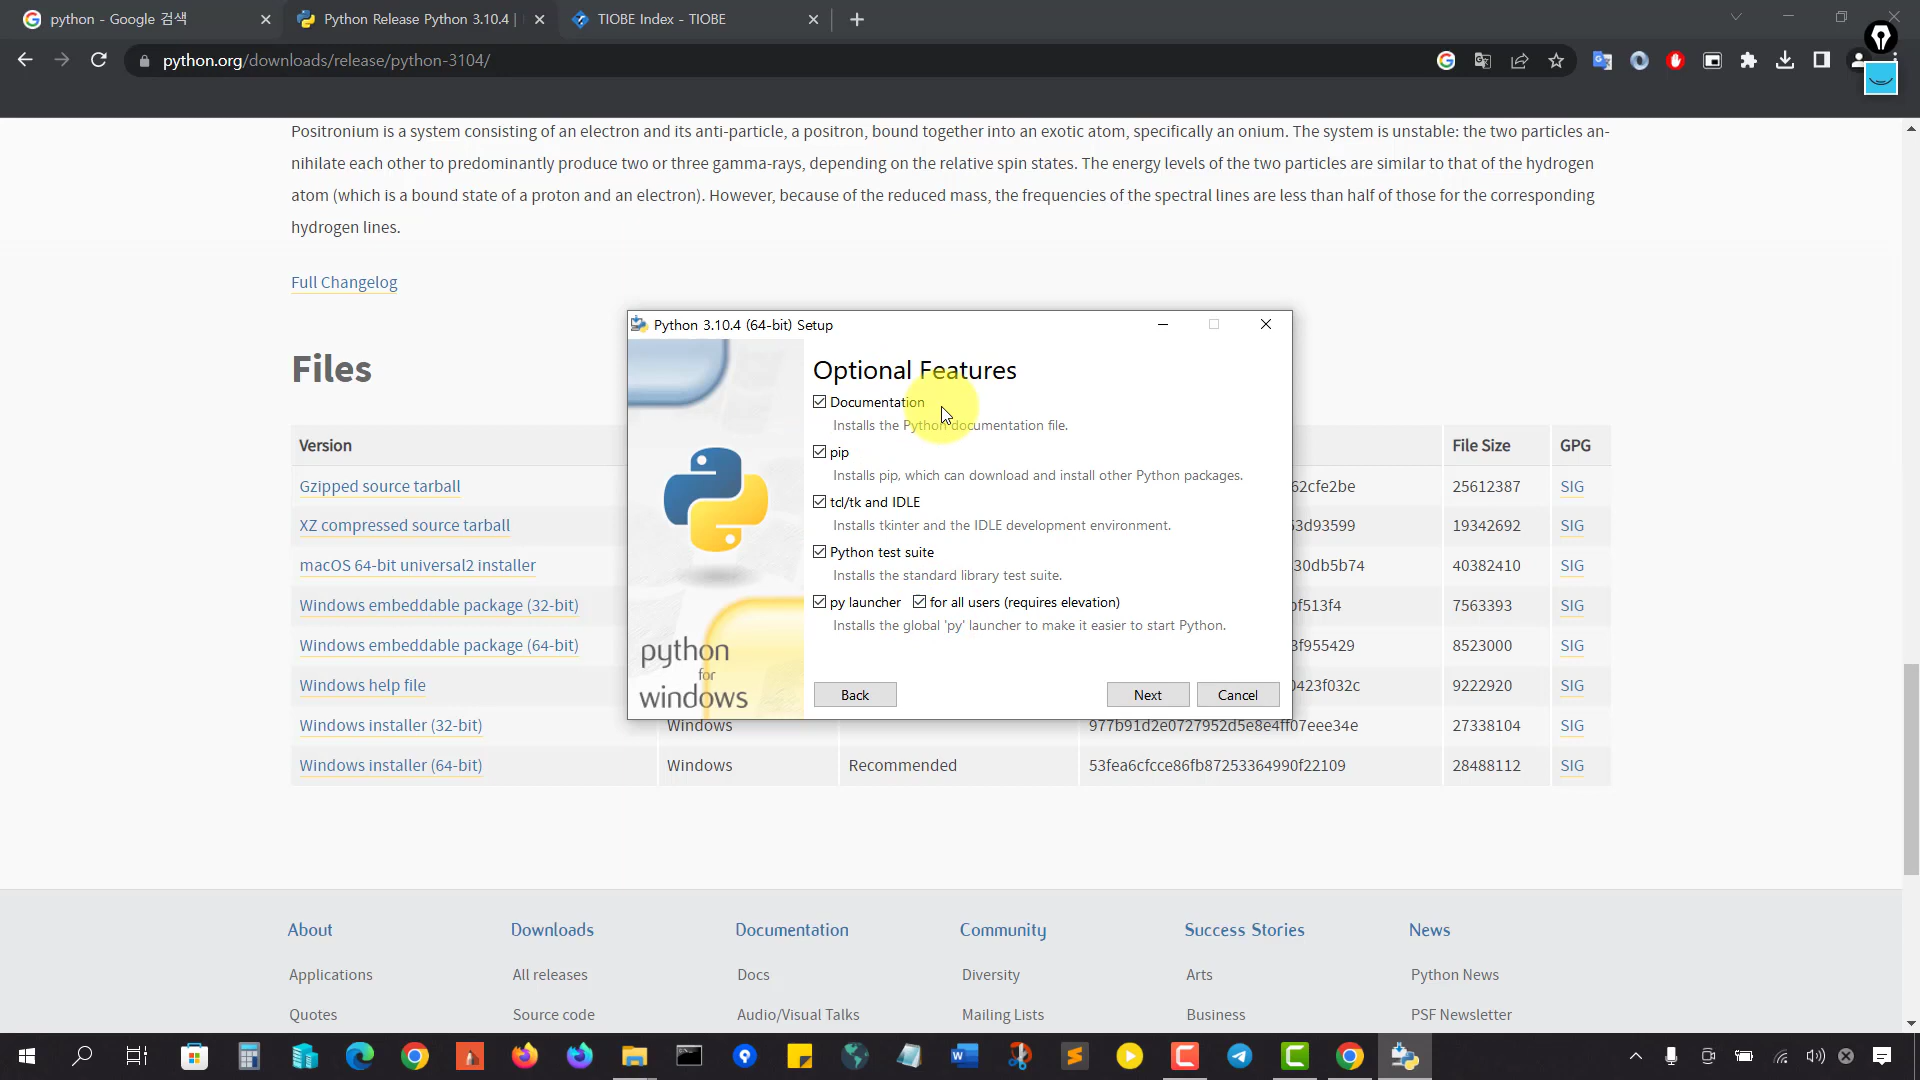 python - Google 검색
Python Release Python 3.10.4 |
TIOBE Index - TIOBE
python.org/downloads/release/python-3104/
Positronium is a system consisting of an electron and its anti-particle, a positron, bound together into an exotic atom, specifically an onium. The system is unstable: the two particles an-
nihilate each other to predominantly produce two or three gamma-rays, depending on the relative spin states. The energy levels of the two particles are similar to that of the hydrogen
atom (which is a bound state of a proton and an electron). However, because of the reduced mass, the frequencies of the spectral lines are less than half of those for the corresponding
hydrogen lines.
Full Changelog
Files
Version
File Size
GPG
Gzipped source tarball
62cfe2be
25612387
SIG
XZ compressed source tarball
53d93599
19342692
SIG
macOS 64-bit universal2 installer
30db5b74
40382410
SIG
Windows embeddable package (32-bit)
bf513f4
7563393
SIG
Windows embeddable package (64-bit)
3f955429
8523000
SIG
Windows help file
0423f032c
9222920
SIG
Windows installer (32-bit)
Windows
977b91d2e0727952d5e8e4ff07eee34e
27338104
SIG
Windows installer (64-bit)
Windows
Recommended
53fea6cfcce86fb87253364990f22109
28488112
SIG
Python 3.10.4 (64-bit) Setup
Optional Features
Documentation
Installs the Python documentation file.
pip
Installs pip, which can download and install other Python packages.
tcl/tk and IDLE
Installs tkinter and the IDLE development environment.
Python test suite
Installs the standard library test suite.
py launcher for all users (requires elevation)
Installs the global 'py' launcher to make it easier to start Python.
python
for
windows
Back
Next
Cancel
About
Downloads
Documentation
Community
Success Stories
News
Applications
All releases
Docs
Diversity
Arts
Python News
Quotes
Source code
Audio/Visual Talks
Mailing Lists
Business
PSF Newsletter